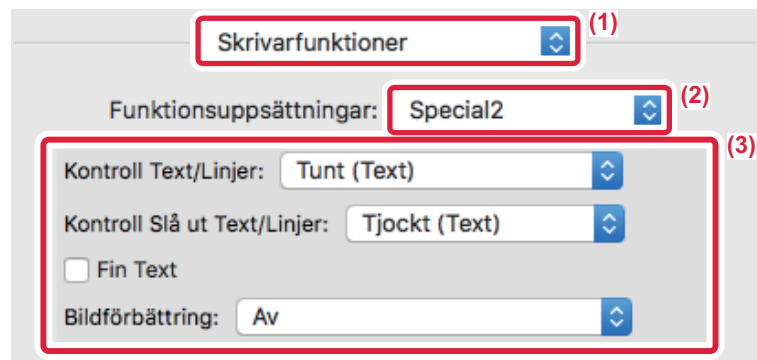 Skrivarfunktioner (1)
Funktionsuppsättningar: Special2 (2)
(3)
Kontroll Text/Linjer: Tunt (Text)
Kontroll Slå ut Text/Linjer: Tjockt (Text)
Fin Text
Bildförbättring: Av